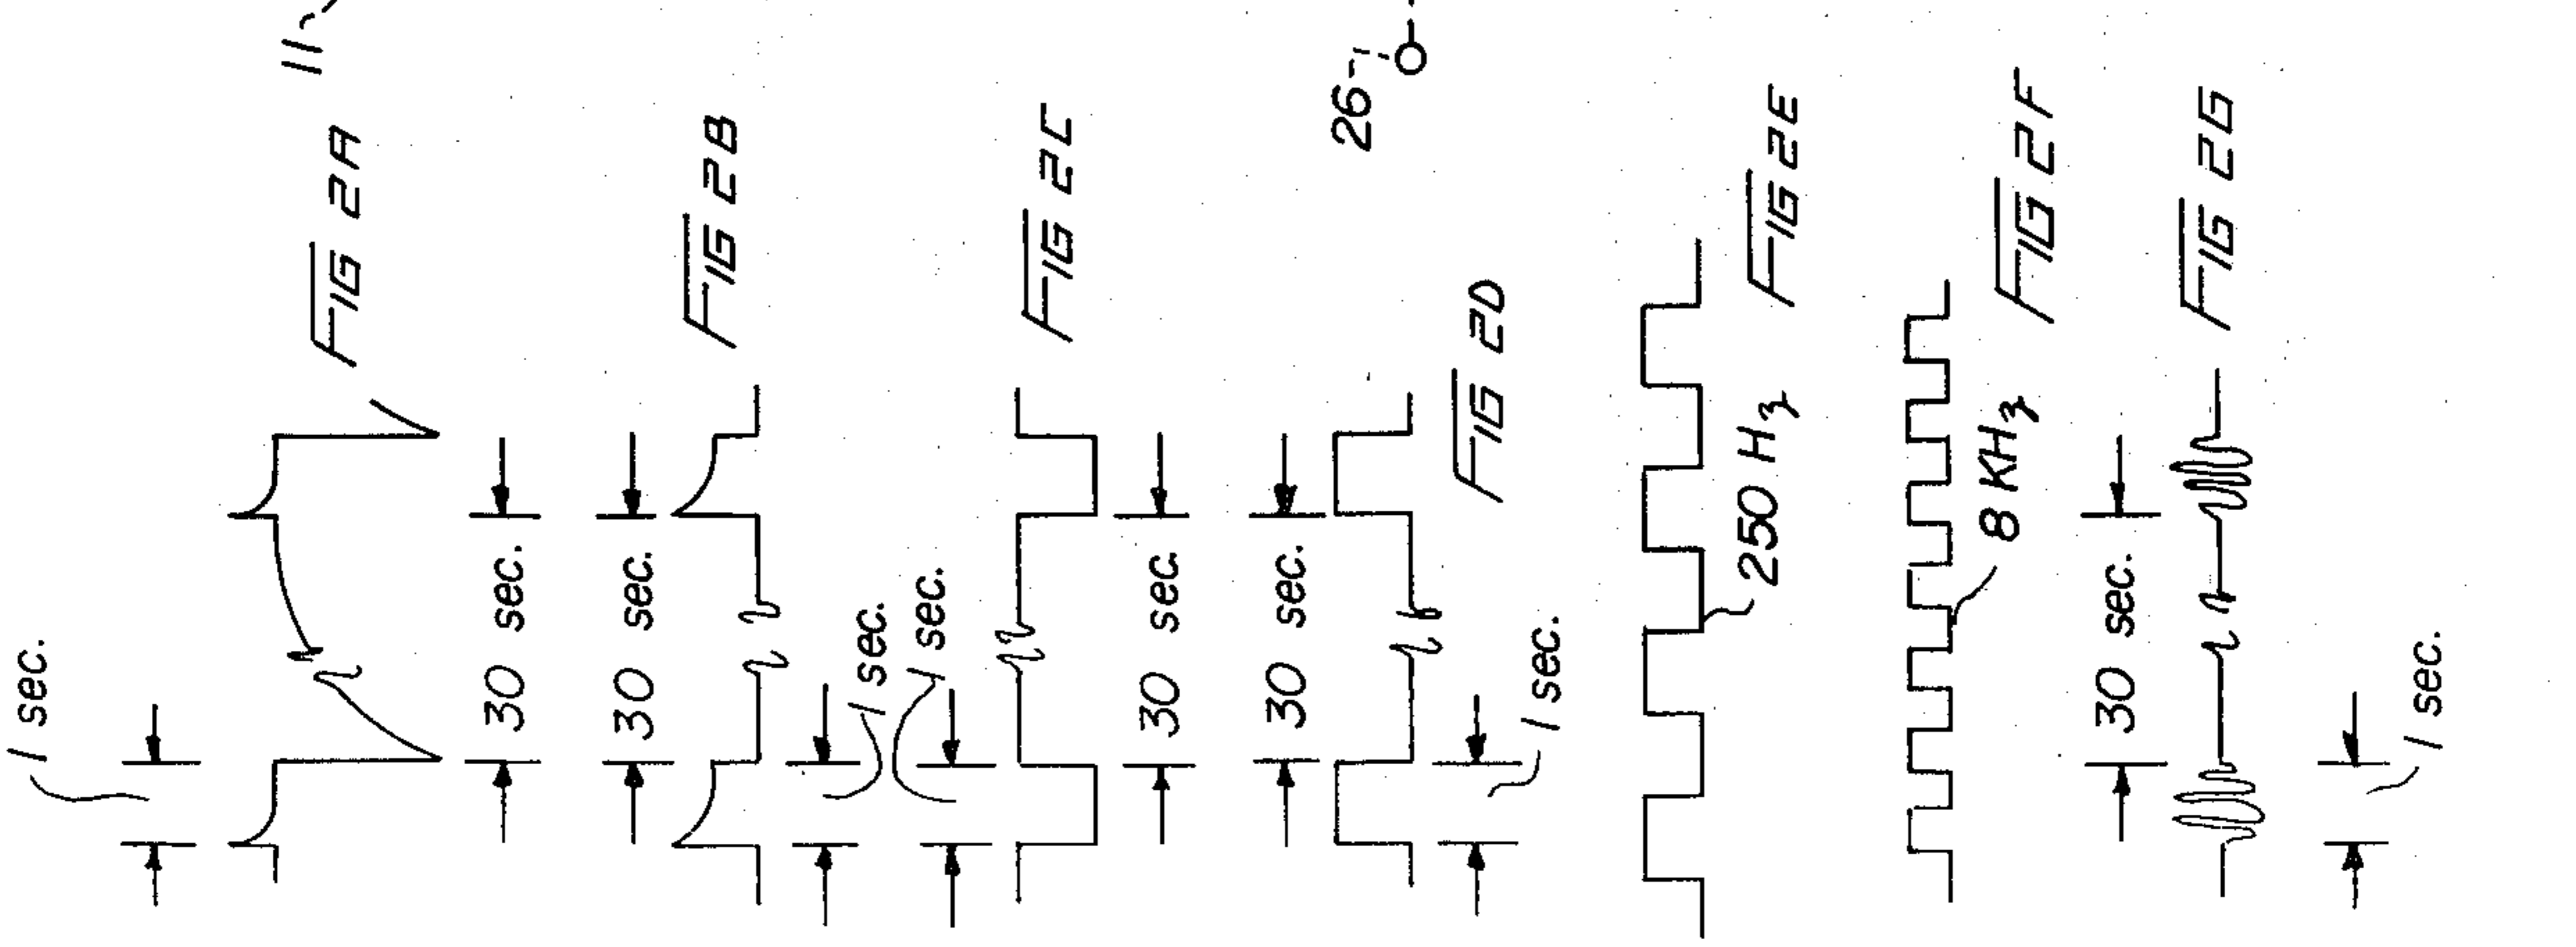 11
1 sec.
FIG 2A
30 sec.
30 sec.
FIG 2B
1 sec.
1 sec.
FIG 2C
30 sec.
30 sec.
26
FIG 2D
1 sec.
250 Hz
FIG 2E
8 KHz
FIG 2F
30 sec.
FIG 2G
1 sec.